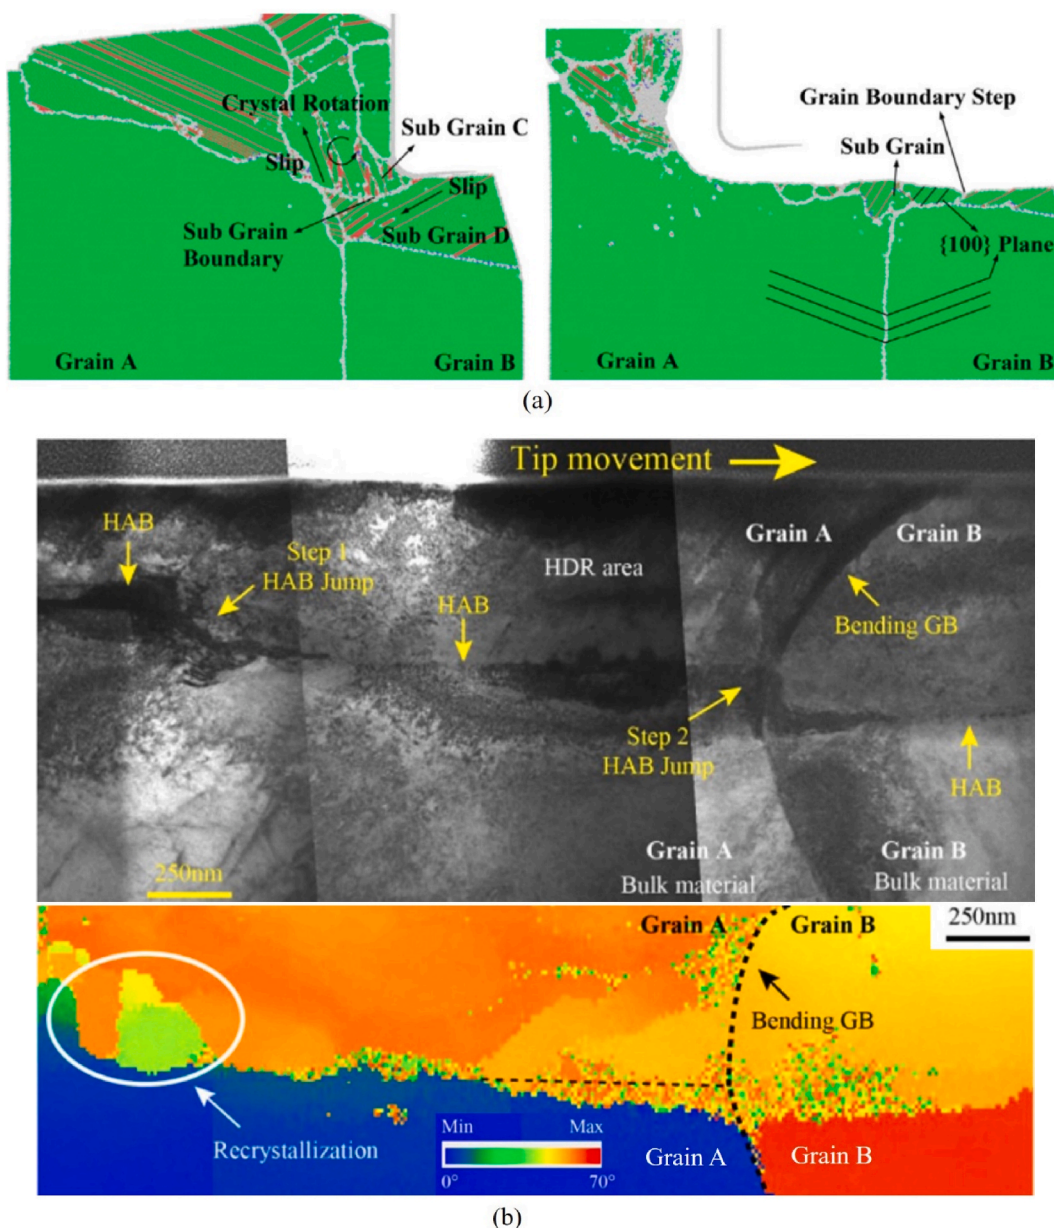 Crystal Rotation
Sub Grain C
Slip
Slip
Sub Grain
Boundary
Sub Grain D
Grain A
Grain B
Grain Boundary Step
Sub Grain
{100} Plane
Grain A
Grain B
(a)
Tip movement
HAB
Step 1
HAB Jump
HDR area
HAB
Grain A
Grain B
Bending GB
Step 2
HAB Jump
HAB
250nm
Grain A
Bulk material
Grain B
Bulk material
Grain A
Grain B
250nm
Bending GB
Recrystallization
Min
Max
0°
70°
Grain A
Grain B
(b)